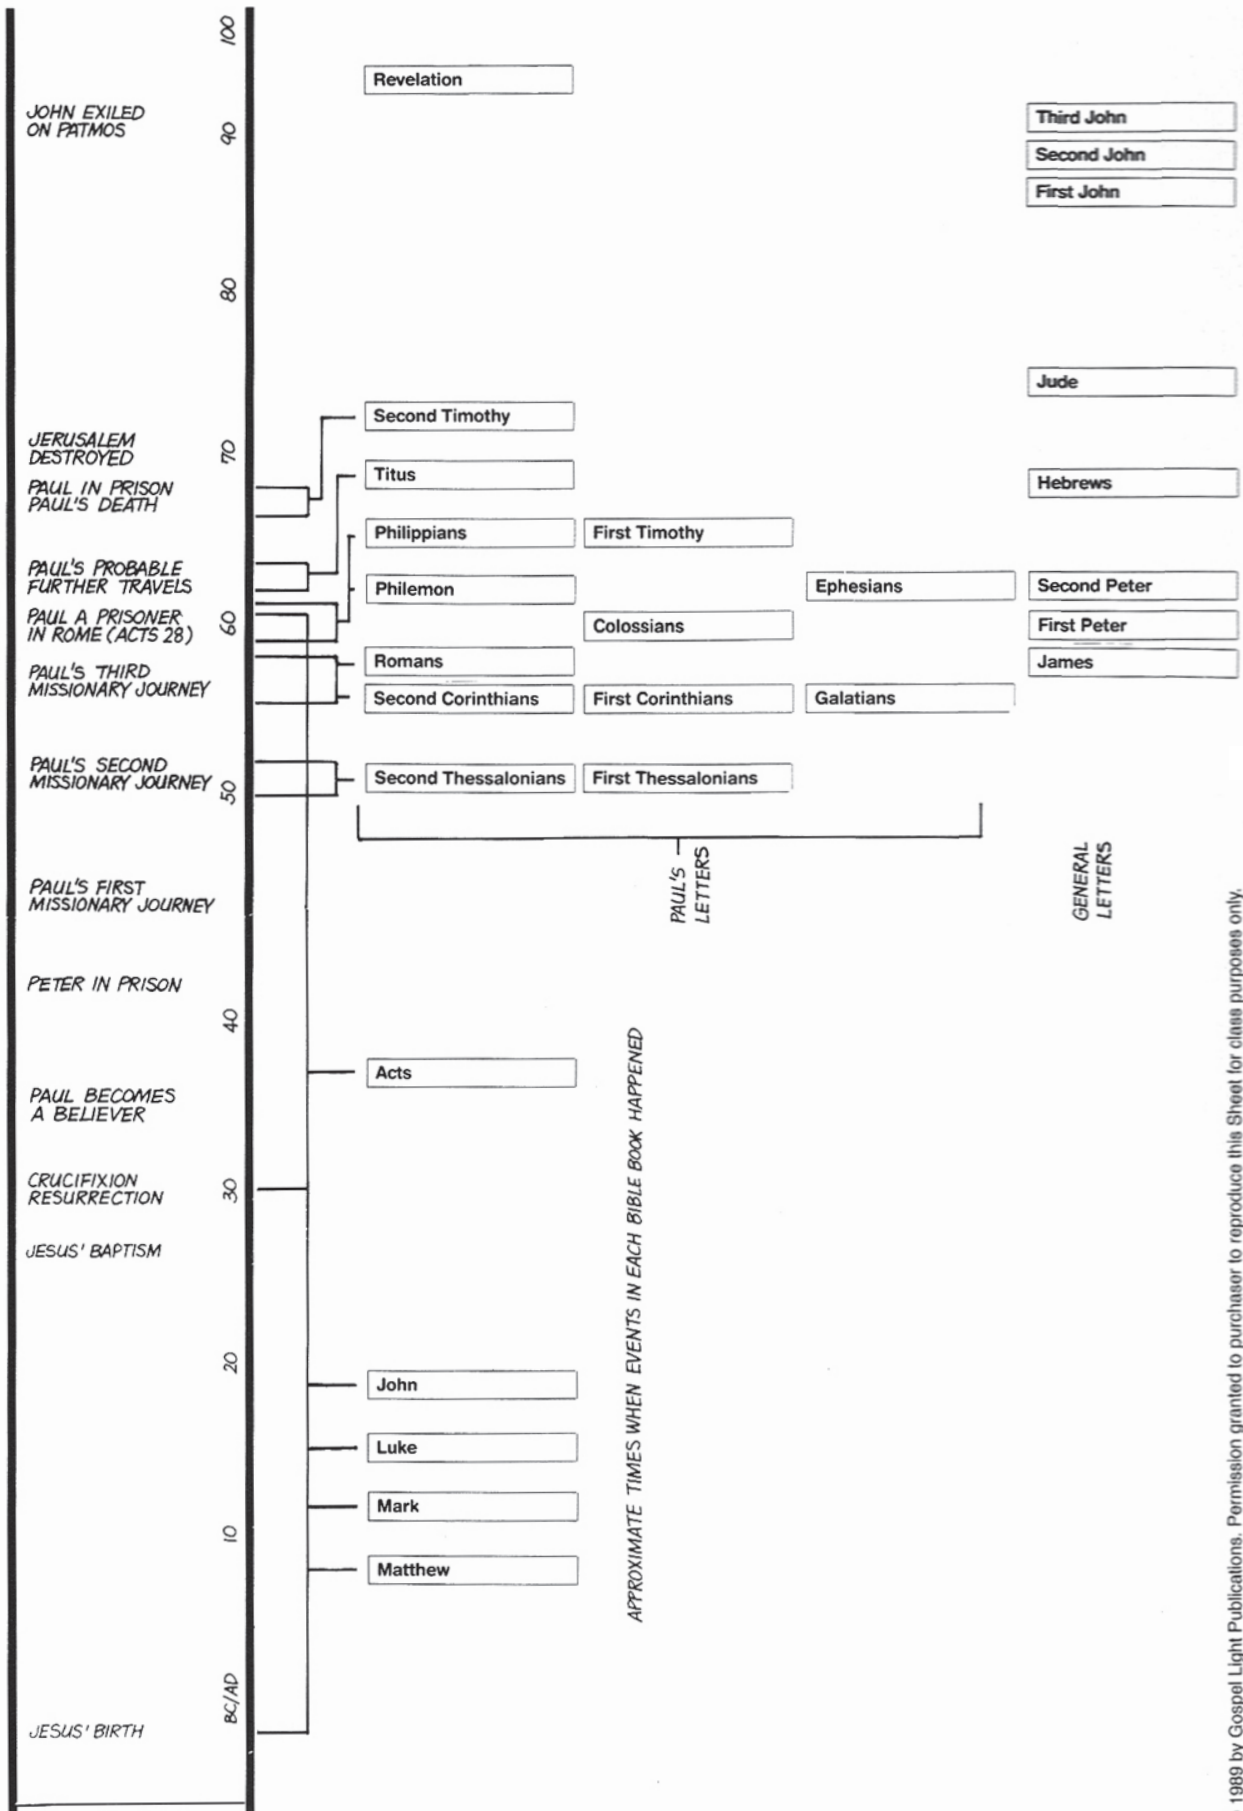 100
Revelation
JOHN EXILED
ON PATMOS
90
Third John
Second John
First John
80
Jude
Second Timothy
JERUSALEM
DESTROYED
70
Titus
Hebrews
PAUL IN PRISON
PAUL'S DEATH
Philippians
First Timothy
PAUL'S PROBABLE
FURTHER TRAVELS
Philemon
Ephesians
Second Peter
PAUL A PRISONER
IN ROME (ACTS 28)
60
Colossians
First Peter
Romans
James
PAUL'S THIRD
MISSIONARY JOURNEY
Second Corinthians
First Corinthians
Galatians
PAUL'S SECOND
MISSIONARY JOURNEY
50
Second Thessalonians
First Thessalonians
PAUL'S
LETTERS
GENERAL
LETTERS
PAUL'S FIRST
MISSIONARY JOURNEY
PETER IN PRISON
40
Acts
PAUL BECOMES
A BELIEVER
CRUCIFIXION
RESURRECTION
30
JESUS' BAPTISM
APPROXIMATE TIMES WHEN EVENTS IN EACH BIBLE BOOK HAPPENED
20
John
Luke
Mark
10
Matthew
BC/AD
JESUS' BIRTH
1989 by Gospel Light Publications. Permission granted to purchaser to reproduce this Sheet for class purposes only.